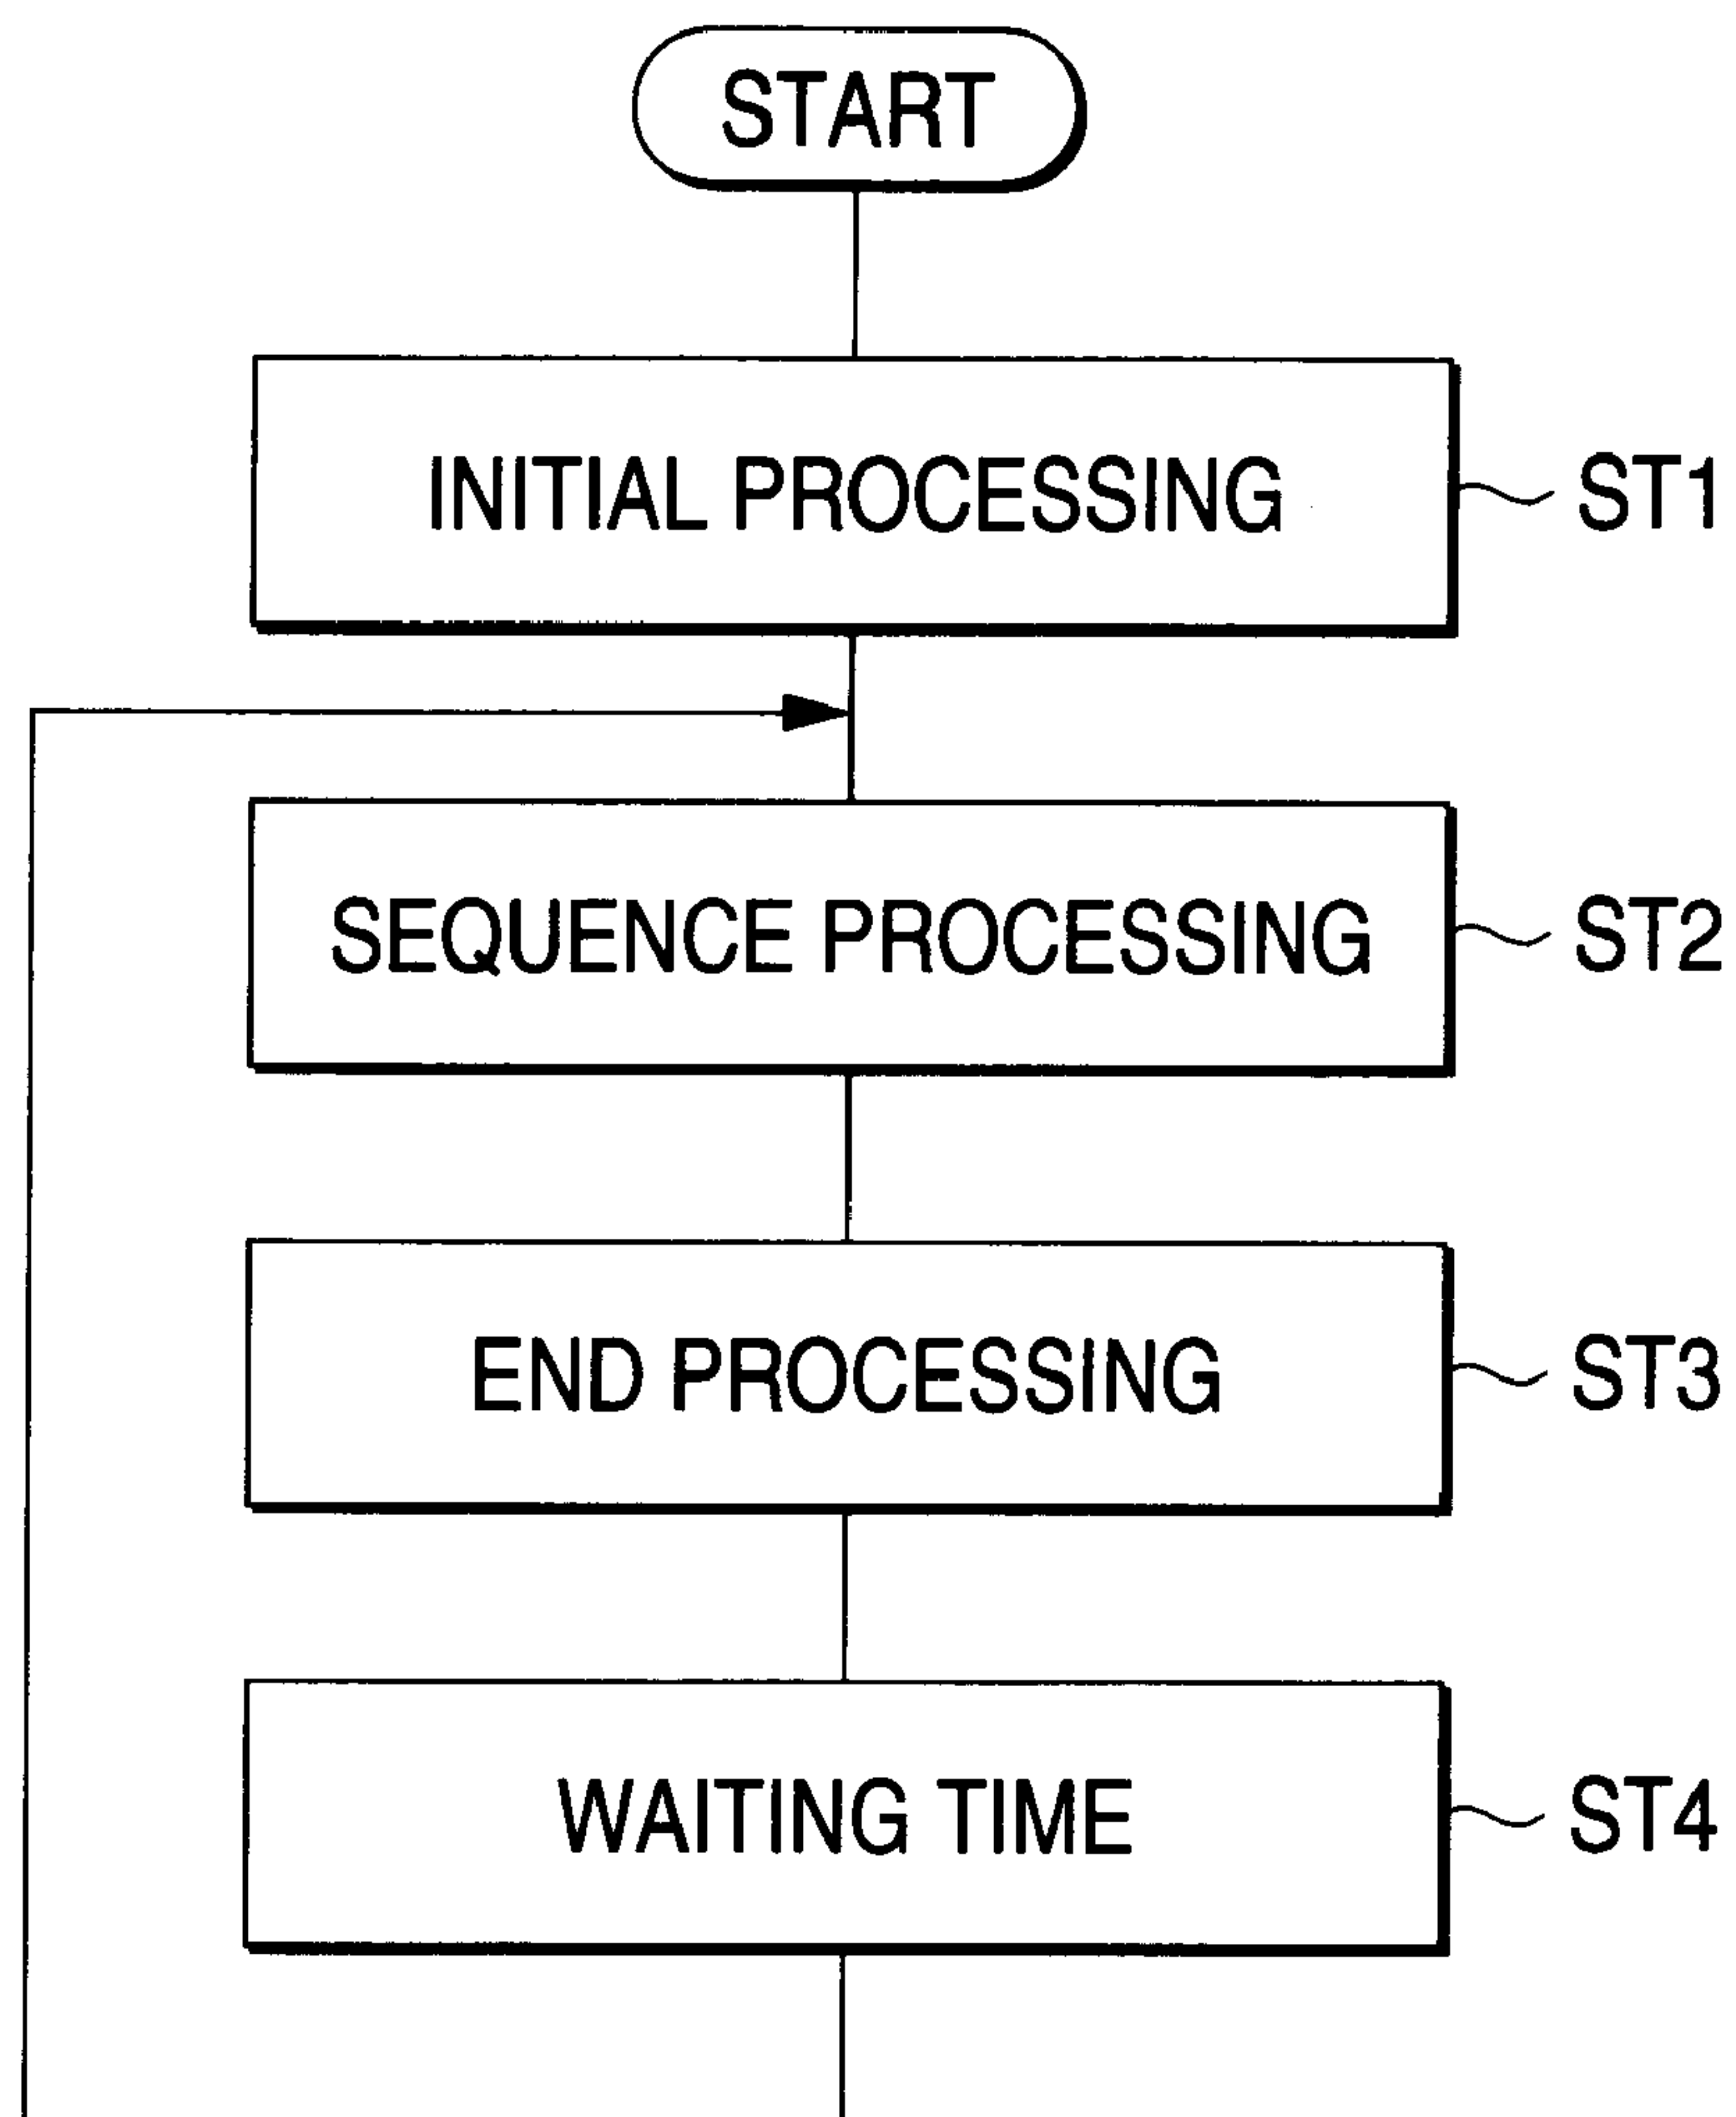 START
INITIAL PROCESSING
ST1
SEQUENCE PROCESSING
ST2
END PROCESSING
ST3
WAITING TIME
ST4